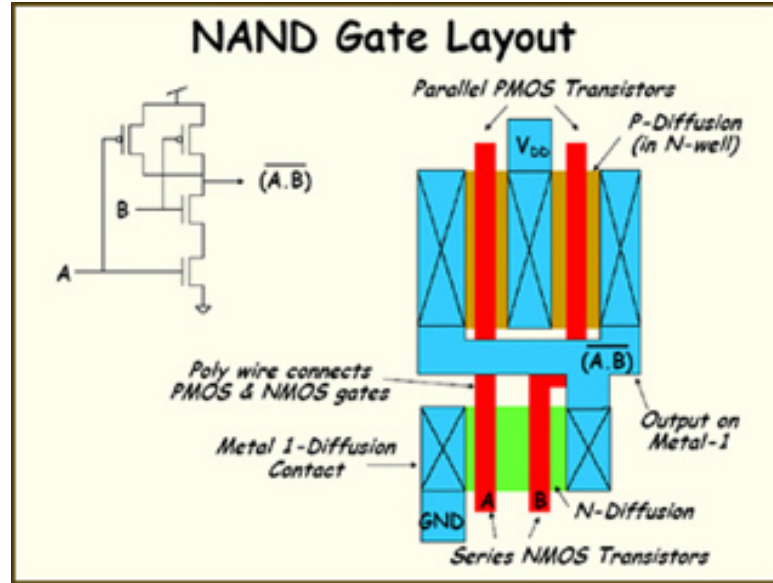 NAND Gate Layout
Parallel PMOS Transistors
P-Diffusion
(in N-well)
V_DD
(A.B)
B
A
(A.B)
Poly wire connects
PMOS & NMOS gates
Output on
Metal-1
Metal 1-Diffusion
Contact
A
B
N-Diffusion
GND
Series NMOS Transistors